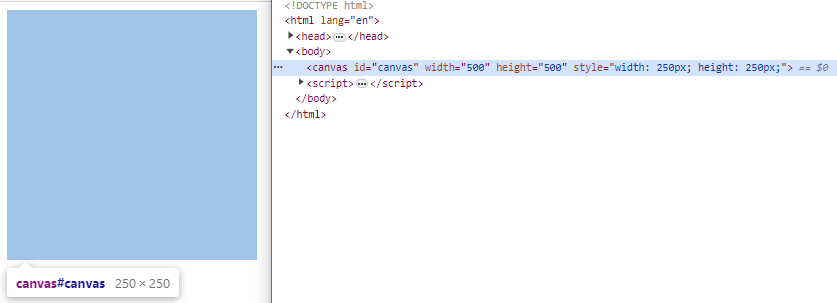 <!DOCTYPE html>
<html lang="en">
<head> ⋯ </head>
<body>
⋯ <canvas id="canvas" width="500" height="500" style="width: 250px; height: 250px;"> == $0
<script> ⋯ </script>
</body>
</html>
canvas#canvas 250 × 250